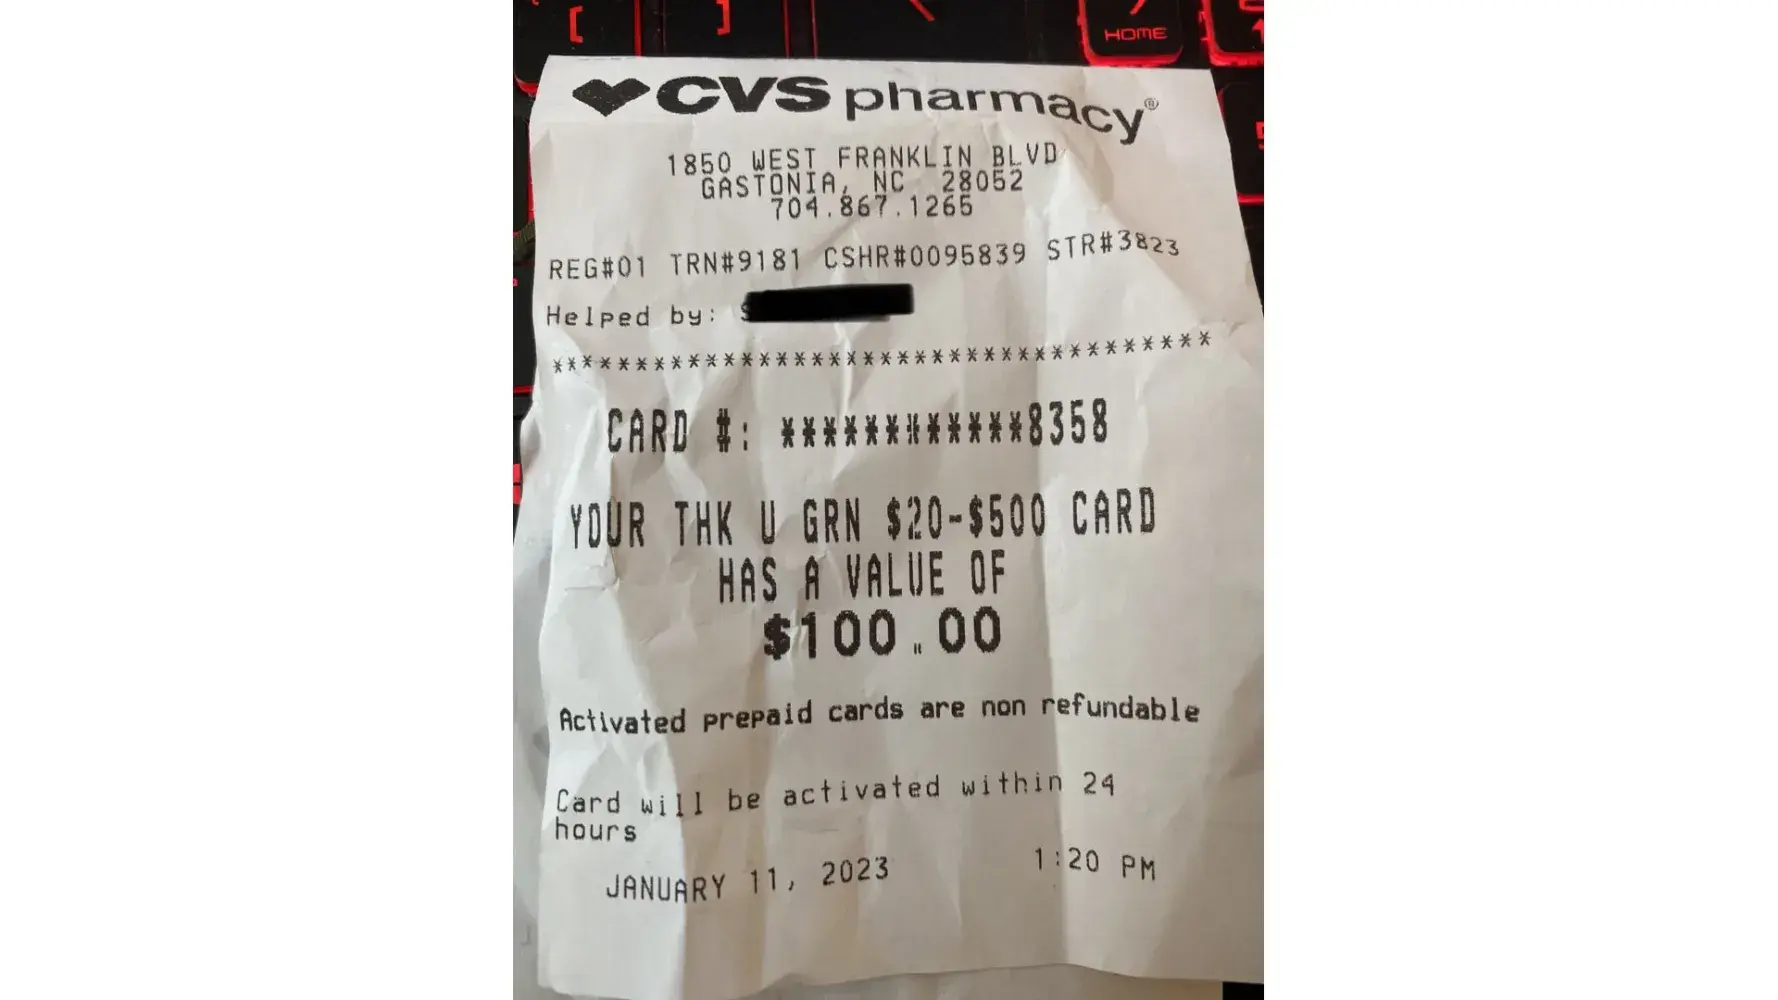 [
]
HOME
CVS pharmacy®
1850 WEST FRANKLIN BLVD
GASTONIA, NC 28052
704.867.1265
REG#01 TRN#9181 CSHR#0095839 STR#3823
Helped by:
**************************************
CARD #: ************8358
YOUR THK U GRN $20-$500 CARD
HAS A VALUE OF
$100.00
Activated prepaid cards are non refundable
Card will be activated within 24
hours
JANUARY 11, 2023 1:20 PM